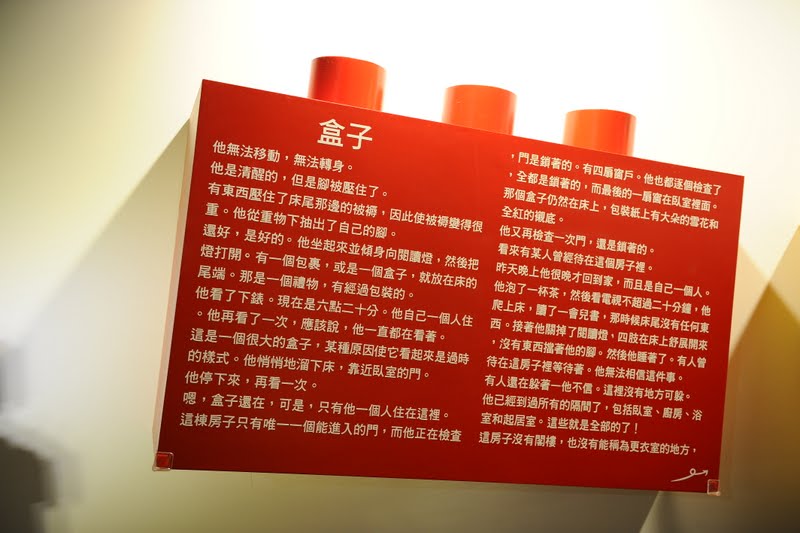 盒子
他無法移動，無法轉身。
他是清醒的，但是腳被壓住了。
有東西壓住了床尾那邊的被褥，因此使被褥變得很
重。他從重物下抽出了自己的腳。
還好，是好的。他坐起來並傾身向閱讀燈，然後把
燈打開。有一個包裹，或是一個盒子，就放在床的
尾端。那是一個禮物，有經過包裝的。
他看了下錶。現在是六點二十分。他自己一個人住
。他再看了一次，應該說，他一直都在看著。
這是一個很大的盒子，某種原因使它看起來是過時
的樣式。他悄悄地溜下床，靠近臥室的門。
他停下來，再看一次。
嗯，盒子還在，可是，只有他一個人住在這裡。
這棟房子只有唯一一個能進入的門，而他正在檢查
，門是鎖著的。有四扇窗戶。他也都逐個檢查了
，全都是鎖著的，而最後的一扇窗在臥室裡面。
那個盒子仍然在床上，包裝紙上有大朵的雪花和
全紅的襯底。
他又再檢查一次門，還是鎖著的。
看來有某人曾經待在這個房子裡。
昨天晚上他很晚才回到家，而且是自己一個人。
他泡了一杯茶，然後看電視不超過二十分鐘，他
爬上床，讀了一會兒書，那時候床尾沒有任何東
西。接著他關掉了閱讀燈、四肢在床上舒展開來
，沒有東西擋著他的腳。然後他睡著了。有人曾
待在這房子裡等待著。他無法相信這件事。
有人還在躲著—他不信。這裡沒有地方可躲。
他已經到過所有的隔間了，包括臥室、廚房、浴
室和起居室。這些就是全部的了！
這房子沒有閣樓，也沒有能稱為更衣室的地方，